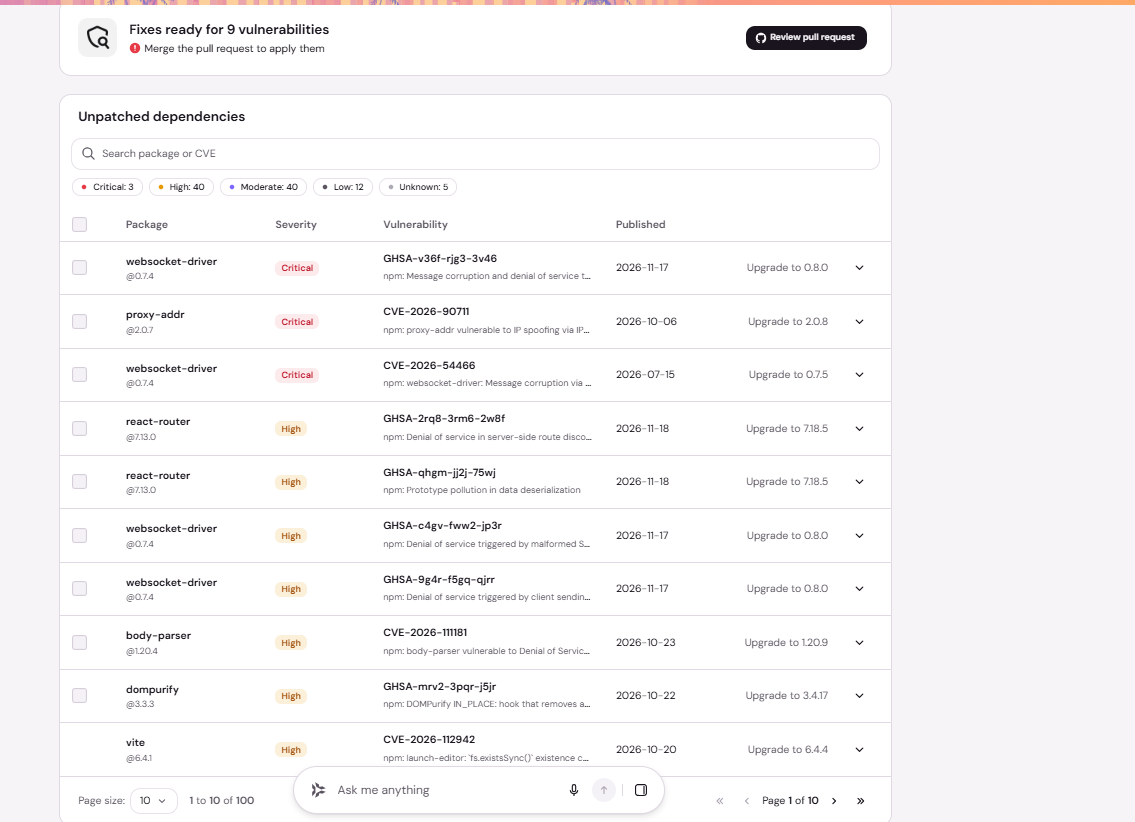 Fixes ready for 9 vulnerabilities
Merge the pull request to apply them
Review pull request
Unpatched dependencies
Search package or CVE
Critical: 3 High: 40 Moderate: 40 Low: 12 Unknown: 5
Package Severity Vulnerability Published
websocket-driver Critical GHSA-v36f-rjg3-3v46 2026-11-17 Upgrade to 0.8.0
@0.7.4 npm: Message corruption and denial of service t...
proxy-addr Critical CVE-2026-90711 2026-10-06 Upgrade to 2.0.8
@2.0.7 npm: proxy-addr vulnerable to IP spoofing via IP...
websocket-driver Critical CVE-2026-54466 2026-07-15 Upgrade to 0.7.5
@0.7.4 npm: websocket-driver: Message corruption via ...
react-router High GHSA-2rq8-3rm6-2w8f 2026-11-18 Upgrade to 7.18.5
@7.13.0 npm: Denial of service in server-side route disco...
react-router High GHSA-qhgm-jj2j-75wj 2026-11-18 Upgrade to 7.18.5
@7.13.0 npm: Prototype pollution in data deserialization
websocket-driver High GHSA-c4gv-fww2-jp3r 2026-11-17 Upgrade to 0.8.0
@0.7.4 npm: Denial of service triggered by malformed S...
websocket-driver High GHSA-9g4r-f5gq-qjrr 2026-11-17 Upgrade to 0.8.0
@0.7.4 npm: Denial of service triggered by client sendin...
body-parser High CVE-2026-111181 2026-10-23 Upgrade to 1.20.9
@1.20.4 npm: body-parser vulnerable to Denial of Servic...
dompurify High GHSA-mrv2-3pqr-j5jr 2026-10-22 Upgrade to 3.4.17
@3.3.3 npm: DOMPurify IN_PLACE: hook that removes a...
vite High CVE-2026-112942 2026-10-20 Upgrade to 6.4.4
@6.4.1 npm: launch-editor: `fs.existsSync()` existence c...
Ask me anything
Page size: 10 1 to 10 of 100 Page 1 of 10